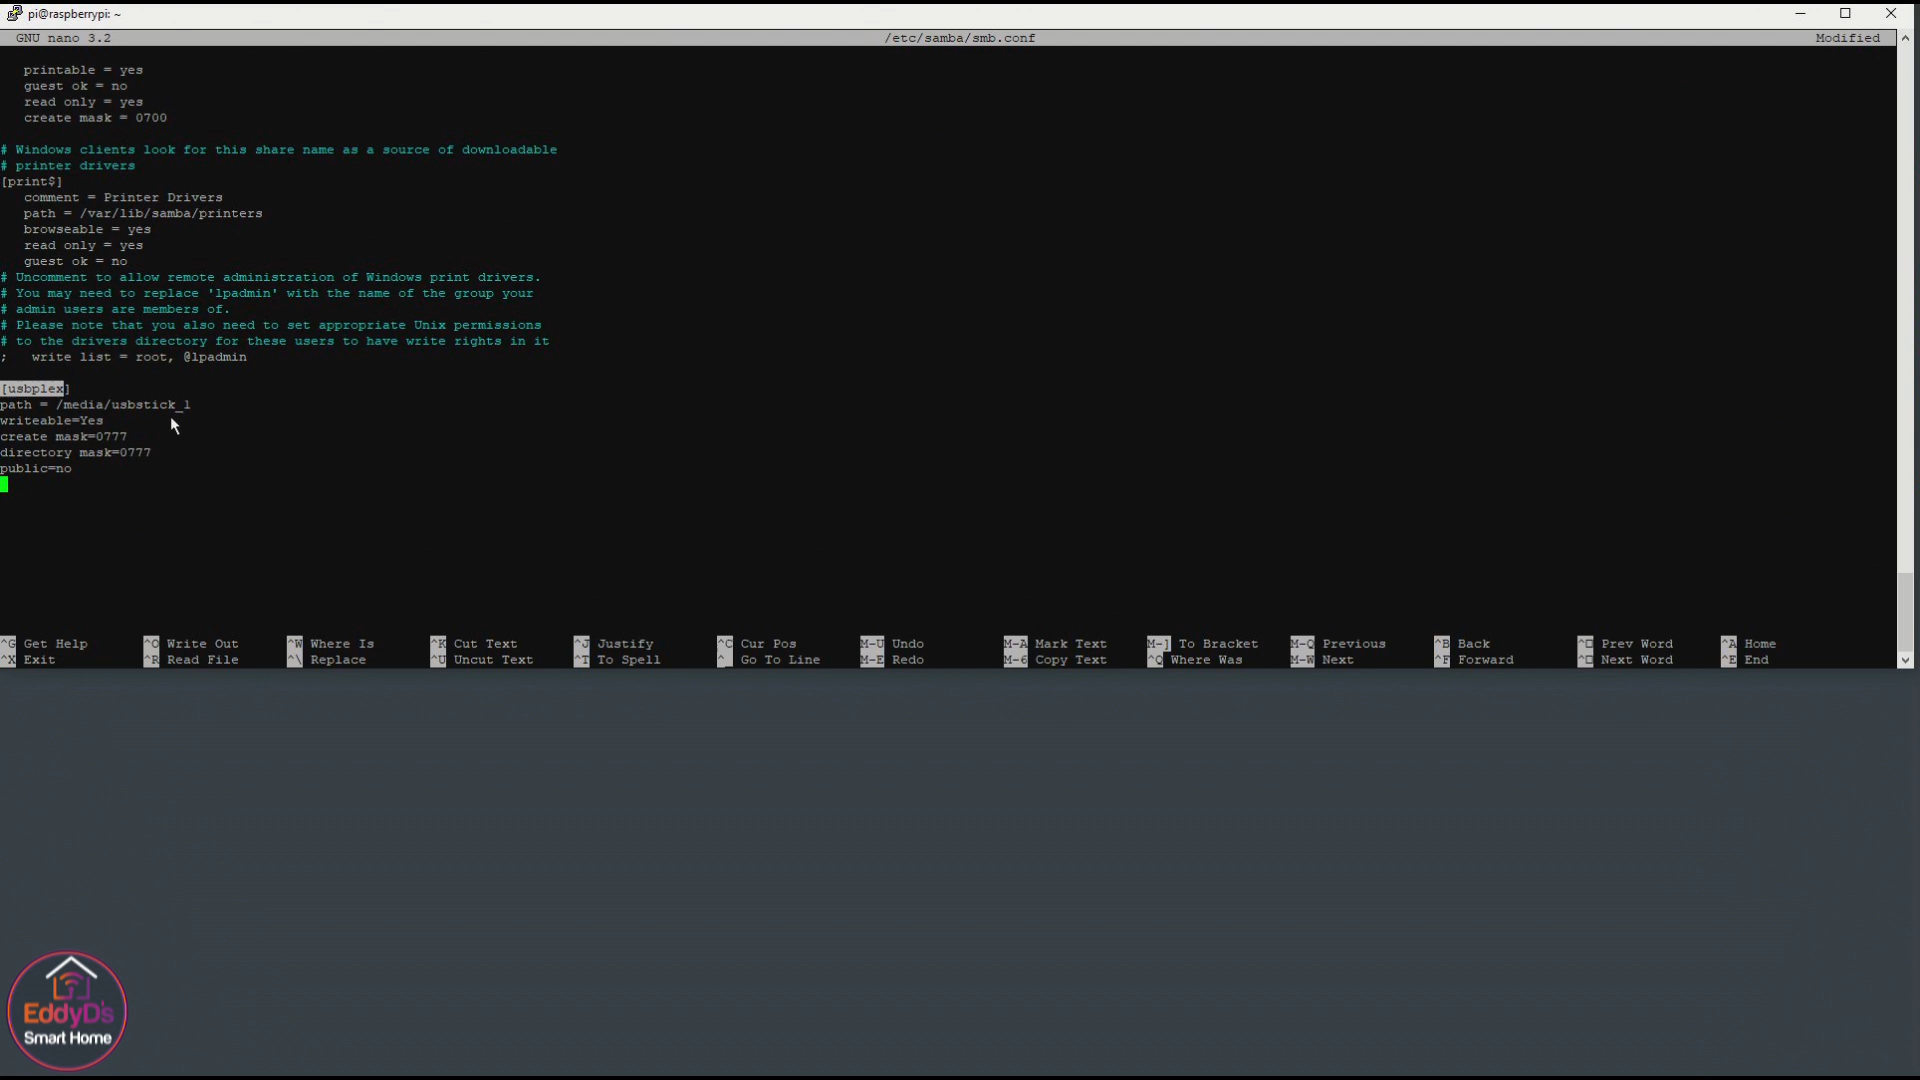 pi@raspberrypi: ~
GNU nano 3.2 /etc/samba/smb.conf Modified
printable = yes
guest ok = no
read only = yes
create mask = 0700
# Windows clients look for this share name as a source of downloadable
# printer drivers
[print$]
comment = Printer Drivers
path = /var/lib/samba/printers
browseable = yes
read only = yes
guest ok = no
# Uncomment to allow remote administration of Windows print drivers.
# You may need to replace 'lpadmin' with the name of the group your
# admin users are members of.
# Please note that you also need to set appropriate Unix permissions
# to the drivers directory for these users to have write rights in it
;   write list = root, @lpadmin
[usbplex]
path = /media/usbstick_1
writeable=Yes
create mask=0777
directory mask=0777
public=no
^G Get Help ^O Write Out ^W Where Is ^K Cut Text ^J Justify ^C Cur Pos M-U Undo M-A Mark Text M-] To Bracket M-Q Previous ^B Back ^□ Prev Word ^A Home
^X Exit ^R Read File ^\ Replace ^U Uncut Text ^T To Spell ^_ Go To Line M-E Redo M-6 Copy Text ^Q Where Was M-W Next ^F Forward ^□ Next Word ^E End
EddyD's
Smart Home